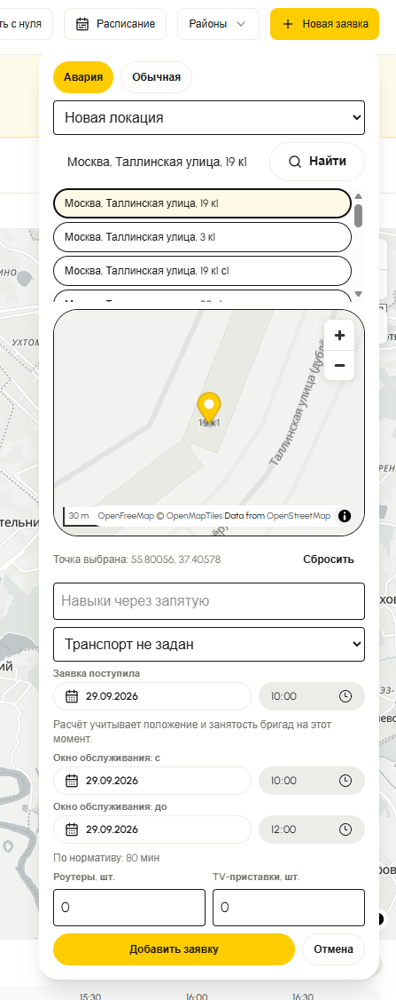 ть с нуля
Расписание
Районы
Новая заявка
Авария
Обычная
Новая локация
Москва, Таллинская улица, 19 к1
Найти
Москва, Таллинская улица, 19 к1
Москва, Таллинская улица, 3 к1
Москва, Таллинская улица, 19 к1 с1
УХТОМ
Таллинская улица (дублё
19 к1
30 m
OpenFreeMap © OpenMapTiles Data from OpenStreetMap
Точка выбрана: 55.80056, 37.40578
Сбросить
Навыки через запятую
Транспорт не задан
Заявка поступила
29.09.2026
10:00
Расчёт учитывает положение и занятость бригад на этот
момент.
Окно обслуживания: с
29.09.2026
10:00
Окно обслуживания: до
29.09.2026
12:00
По нормативу: 80 мин
Роутеры, шт.
TV-приставки, шт.
0
0
Добавить заявку
Отмена
15:30
16:00
16:30